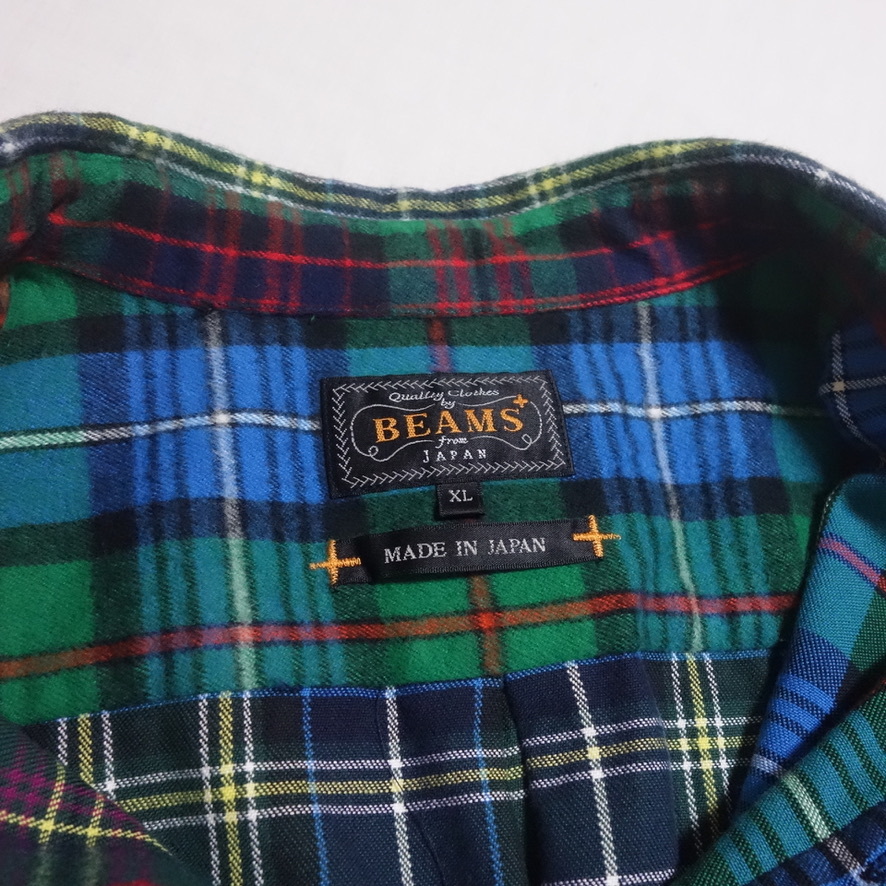 Quality Clothes
by
BEAMS+
from
JAPAN
XL
MADE IN JAPAN